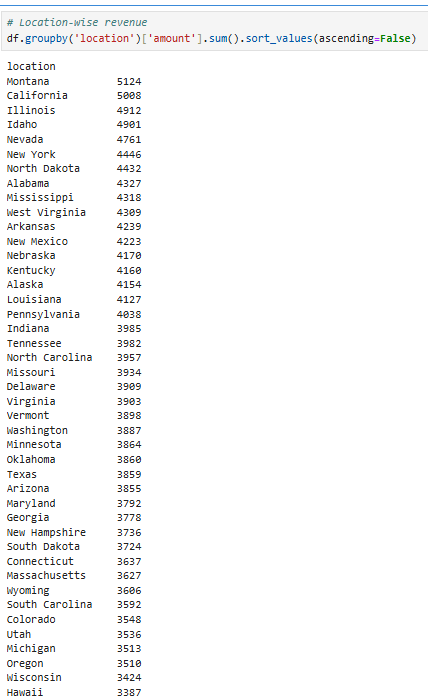 # Location-wise revenue
df.groupby('location')['amount'].sum().sort_values(ascending=False)
location
Montana 5124
California 5008
Illinois 4912
Idaho 4901
Nevada 4761
New York 4446
North Dakota 4432
Alabama 4327
Mississippi 4318
West Virginia 4309
Arkansas 4239
New Mexico 4223
Nebraska 4170
Kentucky 4160
Alaska 4154
Louisiana 4127
Pennsylvania 4038
Indiana 3985
Tennessee 3982
North Carolina 3957
Missouri 3934
Delaware 3909
Virginia 3903
Vermont 3898
Washington 3887
Minnesota 3864
Oklahoma 3860
Texas 3859
Arizona 3855
Maryland 3792
Georgia 3778
New Hampshire 3736
South Dakota 3724
Connecticut 3637
Massachusetts 3627
Wyoming 3606
South Carolina 3592
Colorado 3548
Utah 3536
Michigan 3513
Oregon 3510
Wisconsin 3424
Hawaii 3387